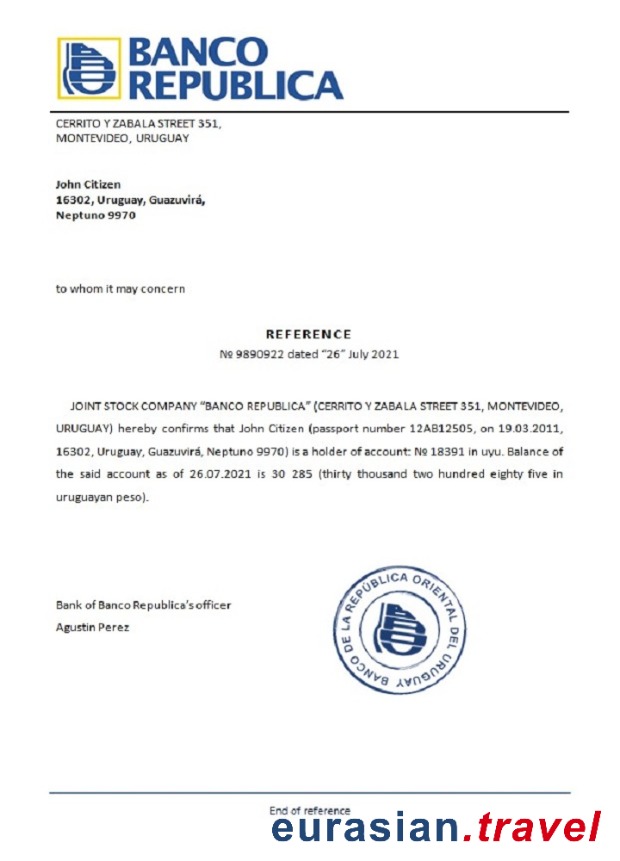 BANCO
REPUBLICA
CERRITO Y ZABALA STREET 351,
MONTEVIDEO, URUGUAY
John Citizen
16302, Uruguay, Guazuvirá,
Neptuno 9970
to whom it may concern
REFERENCE
№ 9890922 dated “26” July 2021
JOINT STOCK COMPANY “BANCO REPUBLICA” (CERRITO Y ZABALA STREET 351, MONTEVIDEO,
URUGUAY) hereby confirms that John Citizen (passport number 12AB12505, on 19.03.2011,
16302, Uruguay, Guazuvirá, Neptuno 9970) is a holder of account: № 18391 in uyu. Balance of
the said account as of 26.07.2021 is 30 285 (thirty thousand two hundred eighty five in
uruguayan peso).
Bank of Banco Republica’s officer
Agustin Perez
BANCO DE LA REPÚBLICA ORIENTAL DEL URUGUAY
End of reference
eurasian.travel